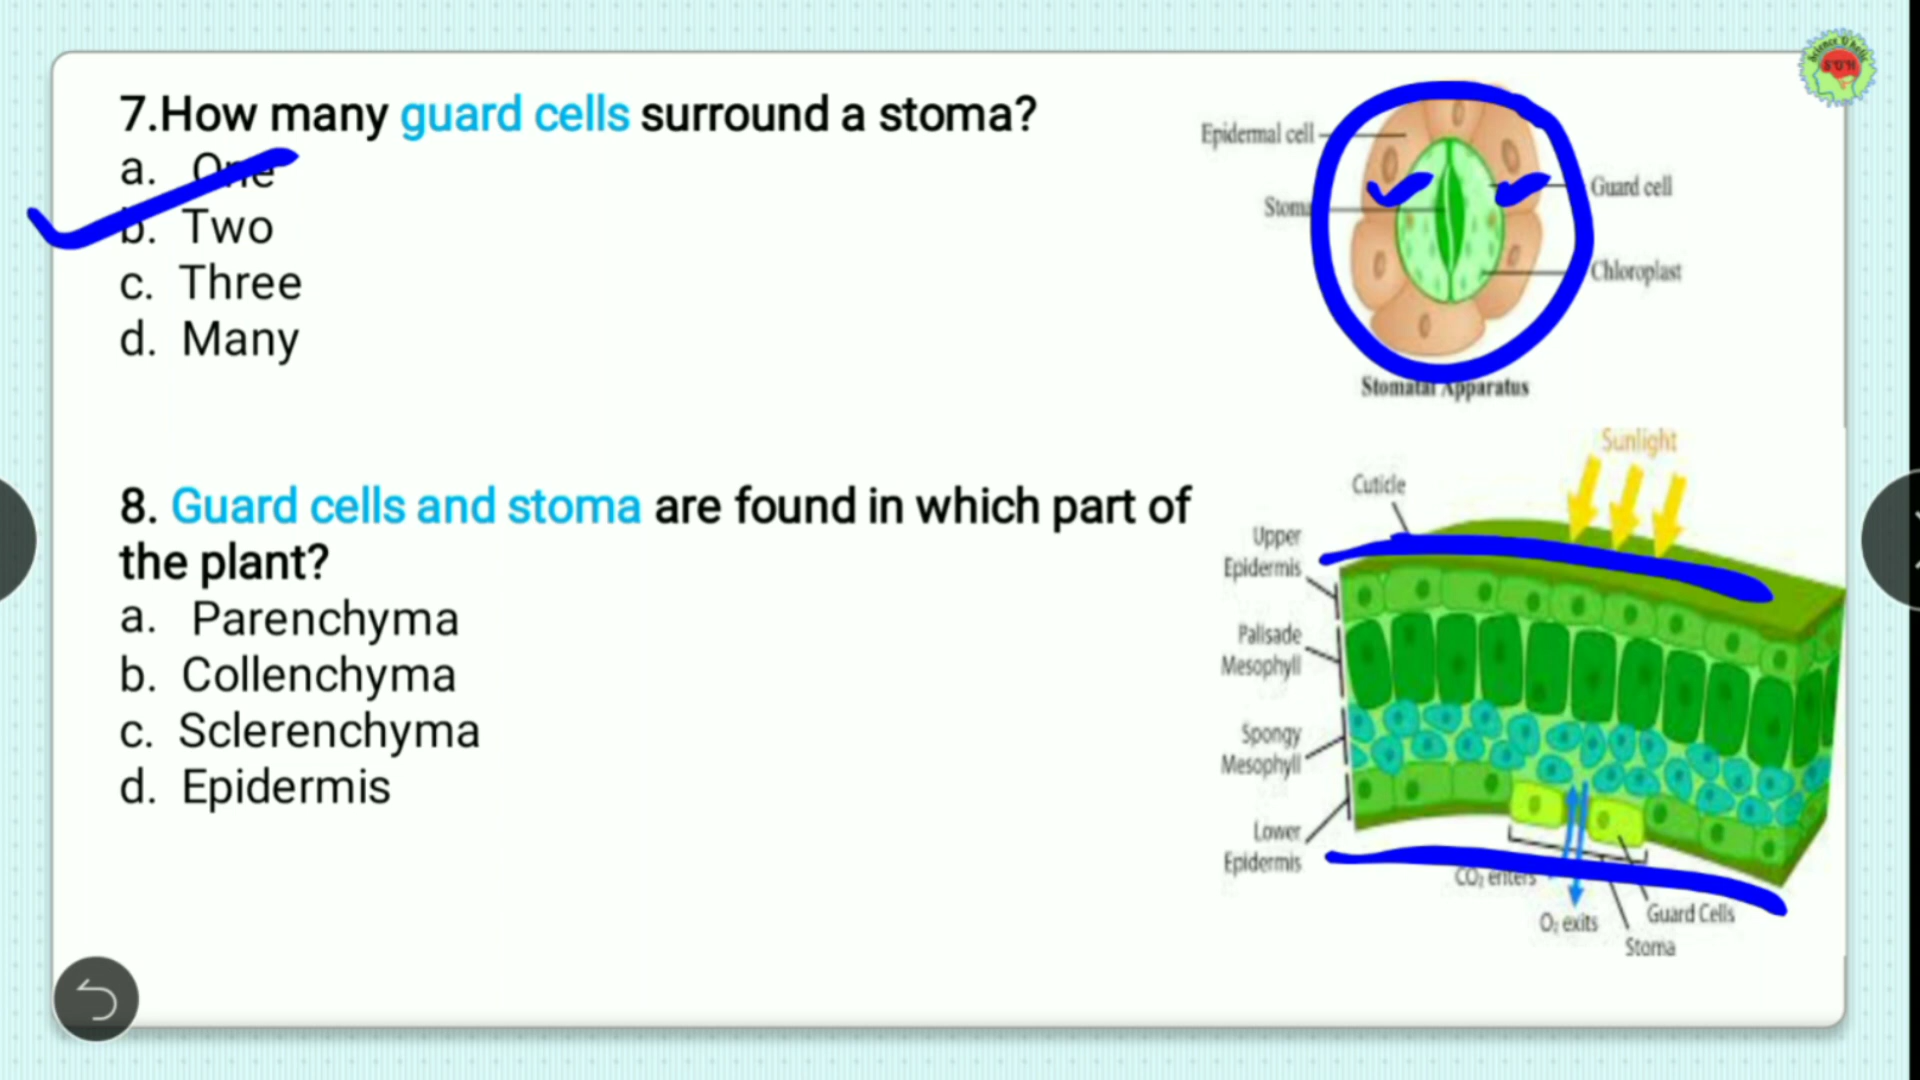 7.How many guard cells surround a stoma?
a. One
b. Two
c. Three
d. Many
Epidermal cell
Stoma
Guard cell
Chloroplast
Stomatal Apparatus
8. Guard cells and stoma are found in which part of
the plant?
a. Parenchyma
b. Collenchyma
c. Sclerenchyma
d. Epidermis
Sunlight
Cuticle
Upper
Epidermis
Palisade
Mesophyll
Spongy
Mesophyll
Lower
Epidermis
CO₂ enters
O₂ exits
Guard Cells
Stoma
S'O'H